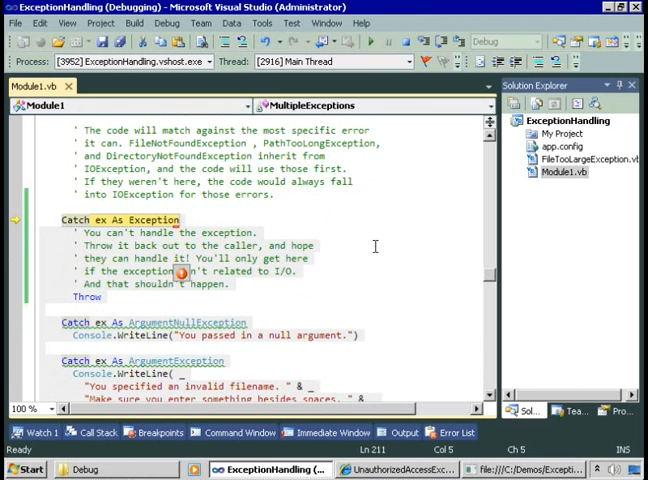 ExceptionHandling (Debugging) - Microsoft Visual Studio (Administrator)
File Edit View Project Build Debug Team Data Tools Test Window Help
Debug
Process: [3952] ExceptionHandling.vshost.exe Thread: [2916] Main Thread
Module1.vb
Module1 MultipleExceptions
' The code will match against the most specific error
' it can. FileNotFoundException , PathTooLongException,
' and DirectoryNotFoundException inherit from
' IOException, and the code will use those first.
' If they weren't here, the code would always fall
' into IOException for those errors.
Catch ex As Exception
' You can't handle the exception.
' Throw it back out to the caller, and hope
' they can handle it! You'll only get here
' if the exception n't related to I/O.
' And that shouldn't happen.
Throw
Catch ex As ArgumentNullException
Console.WriteLine("You passed in a null argument.")
Catch ex As ArgumentException
Console.WriteLine( _
"You specified an invalid filename. " & _
"Make sure you enter something besides spaces. " &
100 %
Solution Explorer
ExceptionHandling
My Project
app.config
FileTooLargeException.vb
Module1.vb
Sol... Tea... Pro...
Watch 1 Call Stack Breakpoints Command Window Immediate Window Output Error List
Ready Ln 211 Col 5 Ch 5 INS
Start Debug ExceptionHandling (... UnauthorizedAccessExc... file:///C:/Demos/Excepti...